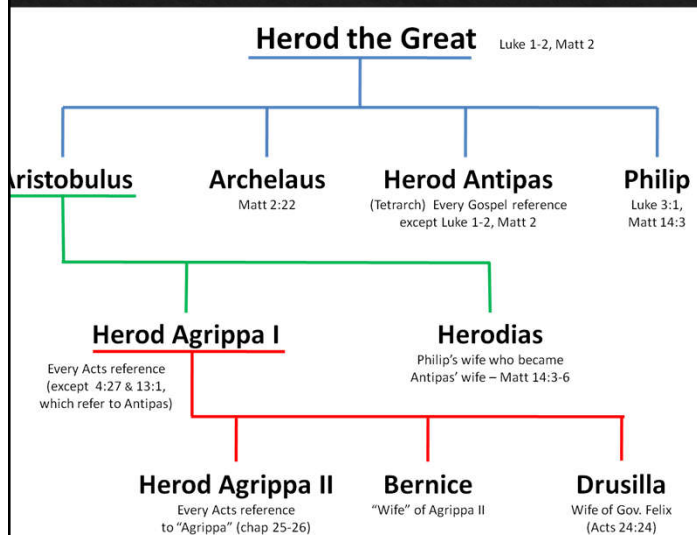 Herod the Great Luke 1-2, Matt 2
Aristobulus Archelaus Herod Antipas Philip
Matt 2:22 (Tetrarch) Every Gospel reference Luke 3:1,
except Luke 1-2, Matt 2 Matt 14:3
Herod Agrippa I Herodias
Every Acts reference Philip's wife who became
(except 4:27 & 13:1, Antipas' wife – Matt 14:3-6
which refer to Antipas)
Herod Agrippa II Bernice Drusilla
Every Acts reference "Wife" of Agrippa II Wife of Gov. Felix
to "Agrippa" (chap 25-26) (Acts 24:24)